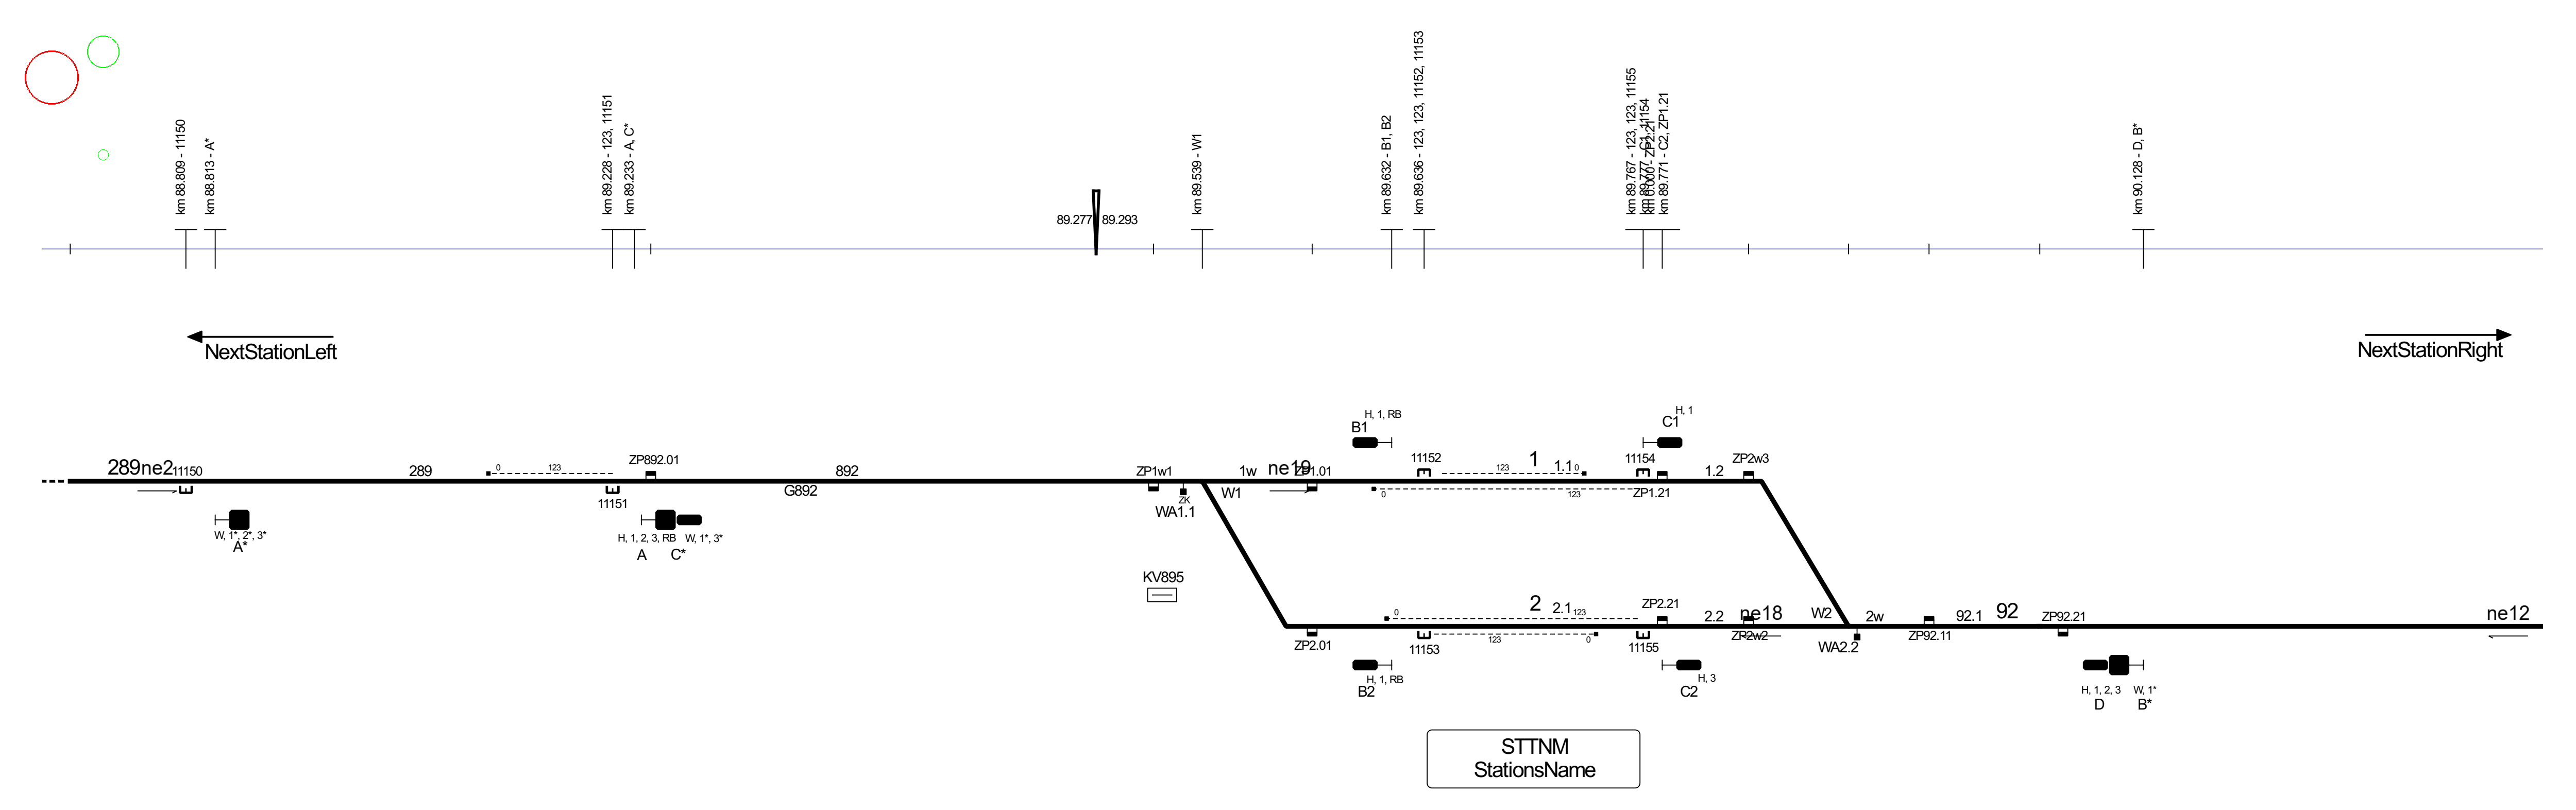 km 88.809 - 11150
km 88.813 - A*
km 89.228 - 123, 11151
km 89.233 - A, C*
89.277
89.293
km 89.539 - W1
km 89.632 - B1, B2
km 89.636 - 123, 123, 11152, 11153
km 89.767 - 123, 123, 11155
km 89.771 - C2, ZP1.21
km 90.128 - D, B*
NextStationLeft
NextStationRight
H, 1, RB
B1
H, 1
C1
289ne2
11150
289
0
123
ZP892.01
892
ZP1w1
1w
ne19
ZP1.01
11152
123
1
1.1
0
11154
1.2
ZP2w3
11151
G892
ZK
WA1.1
W1
0
123
ZP1.21
W, 1*, 2*, 3*
A*
H, 1, 2, 3, RB
W, 1*, 3*
A
C*
KV895
0
2
2.1
123
ZP2.21
2.2
ne18
W2
2w
92.1
92
ZP92.21
ne12
ZP2.01
11153
123
0
11155
ZP2w2
WA2.2
ZP92.11
H, 1, RB
B2
H, 3
C2
H, 1, 2, 3
W, 1*
D
B*
STTNM
StationsName